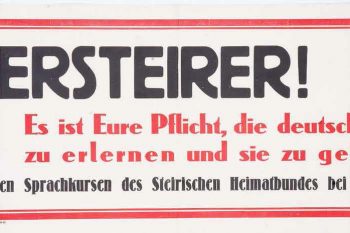 ERSTEIRER!
Es ist Eure Pflicht, die deutsch
zu erlernen und sie zu ge
en Sprachkursen des Steirischen Heimatbundes bei